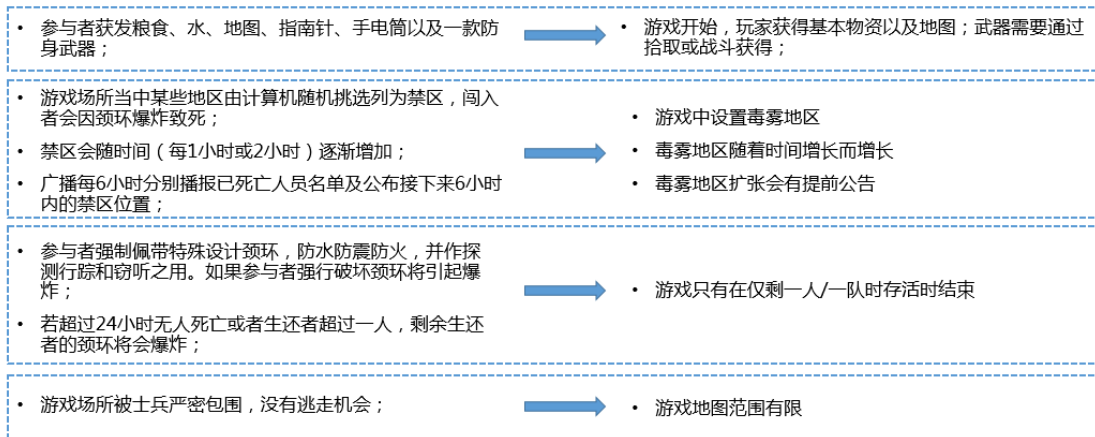 • 参与者获发粮食、水、地图、指南针、手电筒以及一款防
身武器；
• 游戏开始，玩家获得基本物资以及地图；武器需要通过
拾取或战斗获得；
• 游戏场所当中某些地区由计算机随机挑选列为禁区，闯入
者会因颈环爆炸致死；
• 禁区会随时间（每1小时或2小时）逐渐增加；
• 广播每6小时分别播报已死亡人员名单及公布接下来6小时
内的禁区位置；
• 游戏中设置毒雾地区
• 毒雾地区随着时间增长而增长
• 毒雾地区扩张会有提前公告
• 参与者强制佩带特殊设计颈环，防水防震防火，并作探
测行踪和窃听之用。如果参与者强行破坏颈环将引起爆
炸；
• 若超过24小时无人死亡或者生还者超过一人，剩余生还
者的颈环将会爆炸；
• 游戏只有在仅剩一人/一队时存活时结束
• 游戏场所被士兵严密包围，没有逃走机会；
• 游戏地图范围有限